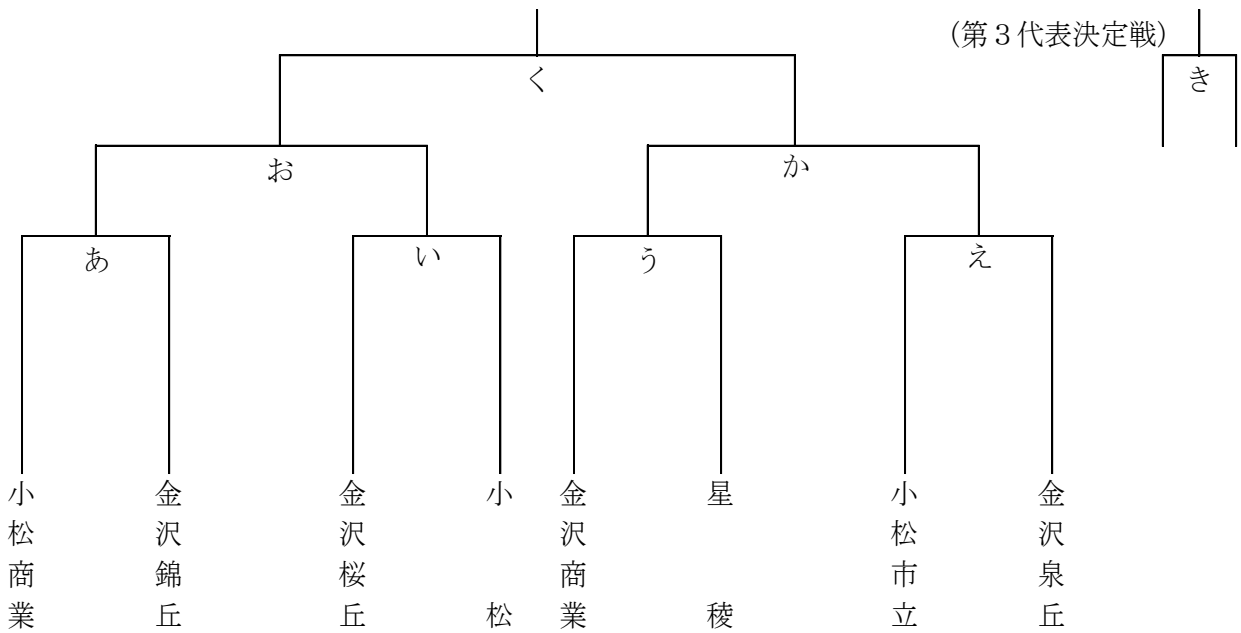 (第3代表決定戦)
く
き
お
か
あ
い
う
え
小松商業
金沢錦丘
金沢桜丘
小松
金沢商業
星稜
小松市立
金沢泉丘